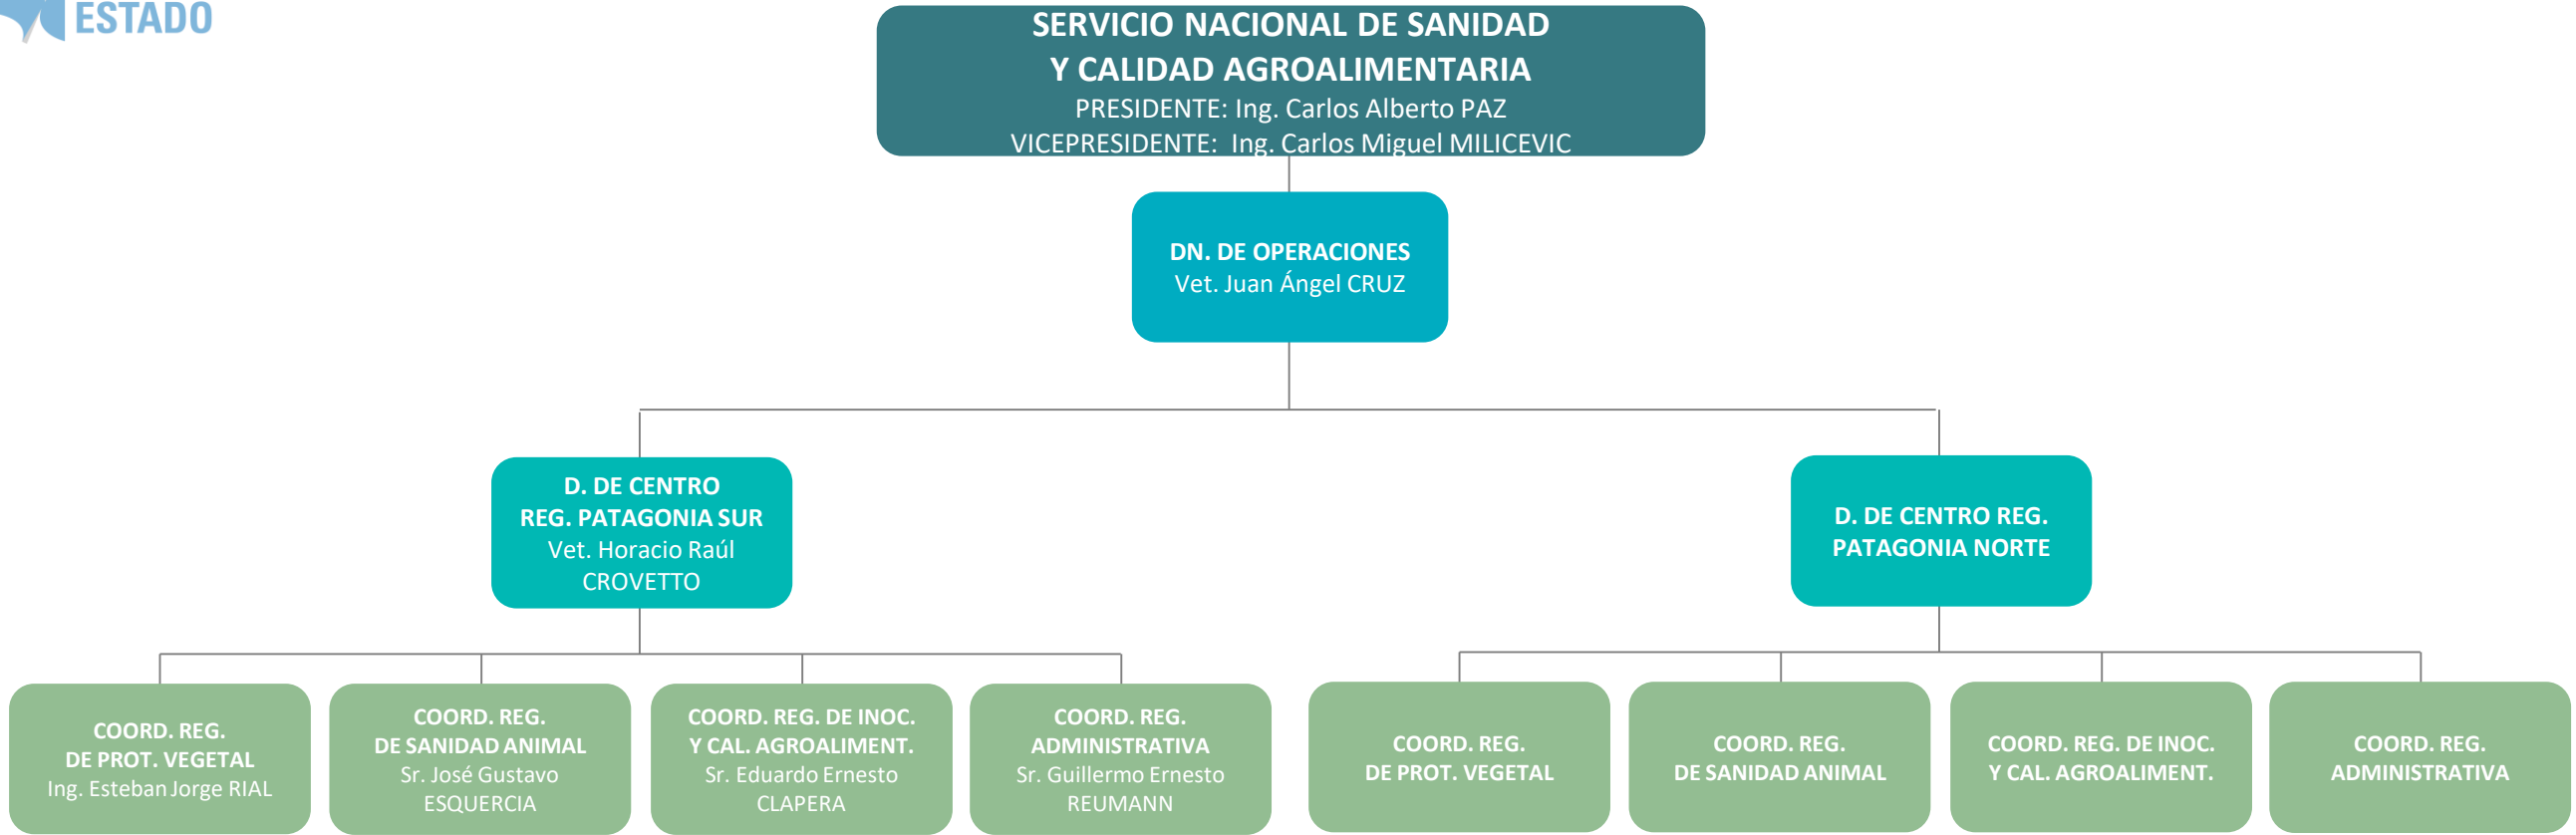 ESTADO
SERVICIO NACIONAL DE SANIDAD
Y CALIDAD AGROALIMENTARIA
PRESIDENTE: Ing. Carlos Alberto PAZ
VICEPRESIDENTE: Ing. Carlos Miguel MILICEVIC
DN. DE OPERACIONES
Vet. Juan Ángel CRUZ
D. DE CENTRO
REG. PATAGONIA SUR
Vet. Horacio Raúl
CROVETTO
D. DE CENTRO REG.
PATAGONIA NORTE
COORD. REG.
DE PROT. VEGETAL
Ing. Esteban Jorge RIAL
COORD. REG.
DE SANIDAD ANIMAL
Sr. José Gustavo
ESQUERCIA
COORD. REG. DE INOC.
Y CAL. AGROALIMENT.
Sr. Eduardo Ernesto
CLAPERA
COORD. REG.
ADMINISTRATIVA
Sr. Guillermo Ernesto
REUMANN
COORD. REG.
DE PROT. VEGETAL
COORD. REG.
DE SANIDAD ANIMAL
COORD. REG. DE INOC.
Y CAL. AGROALIMENT.
COORD. REG.
ADMINISTRATIVA